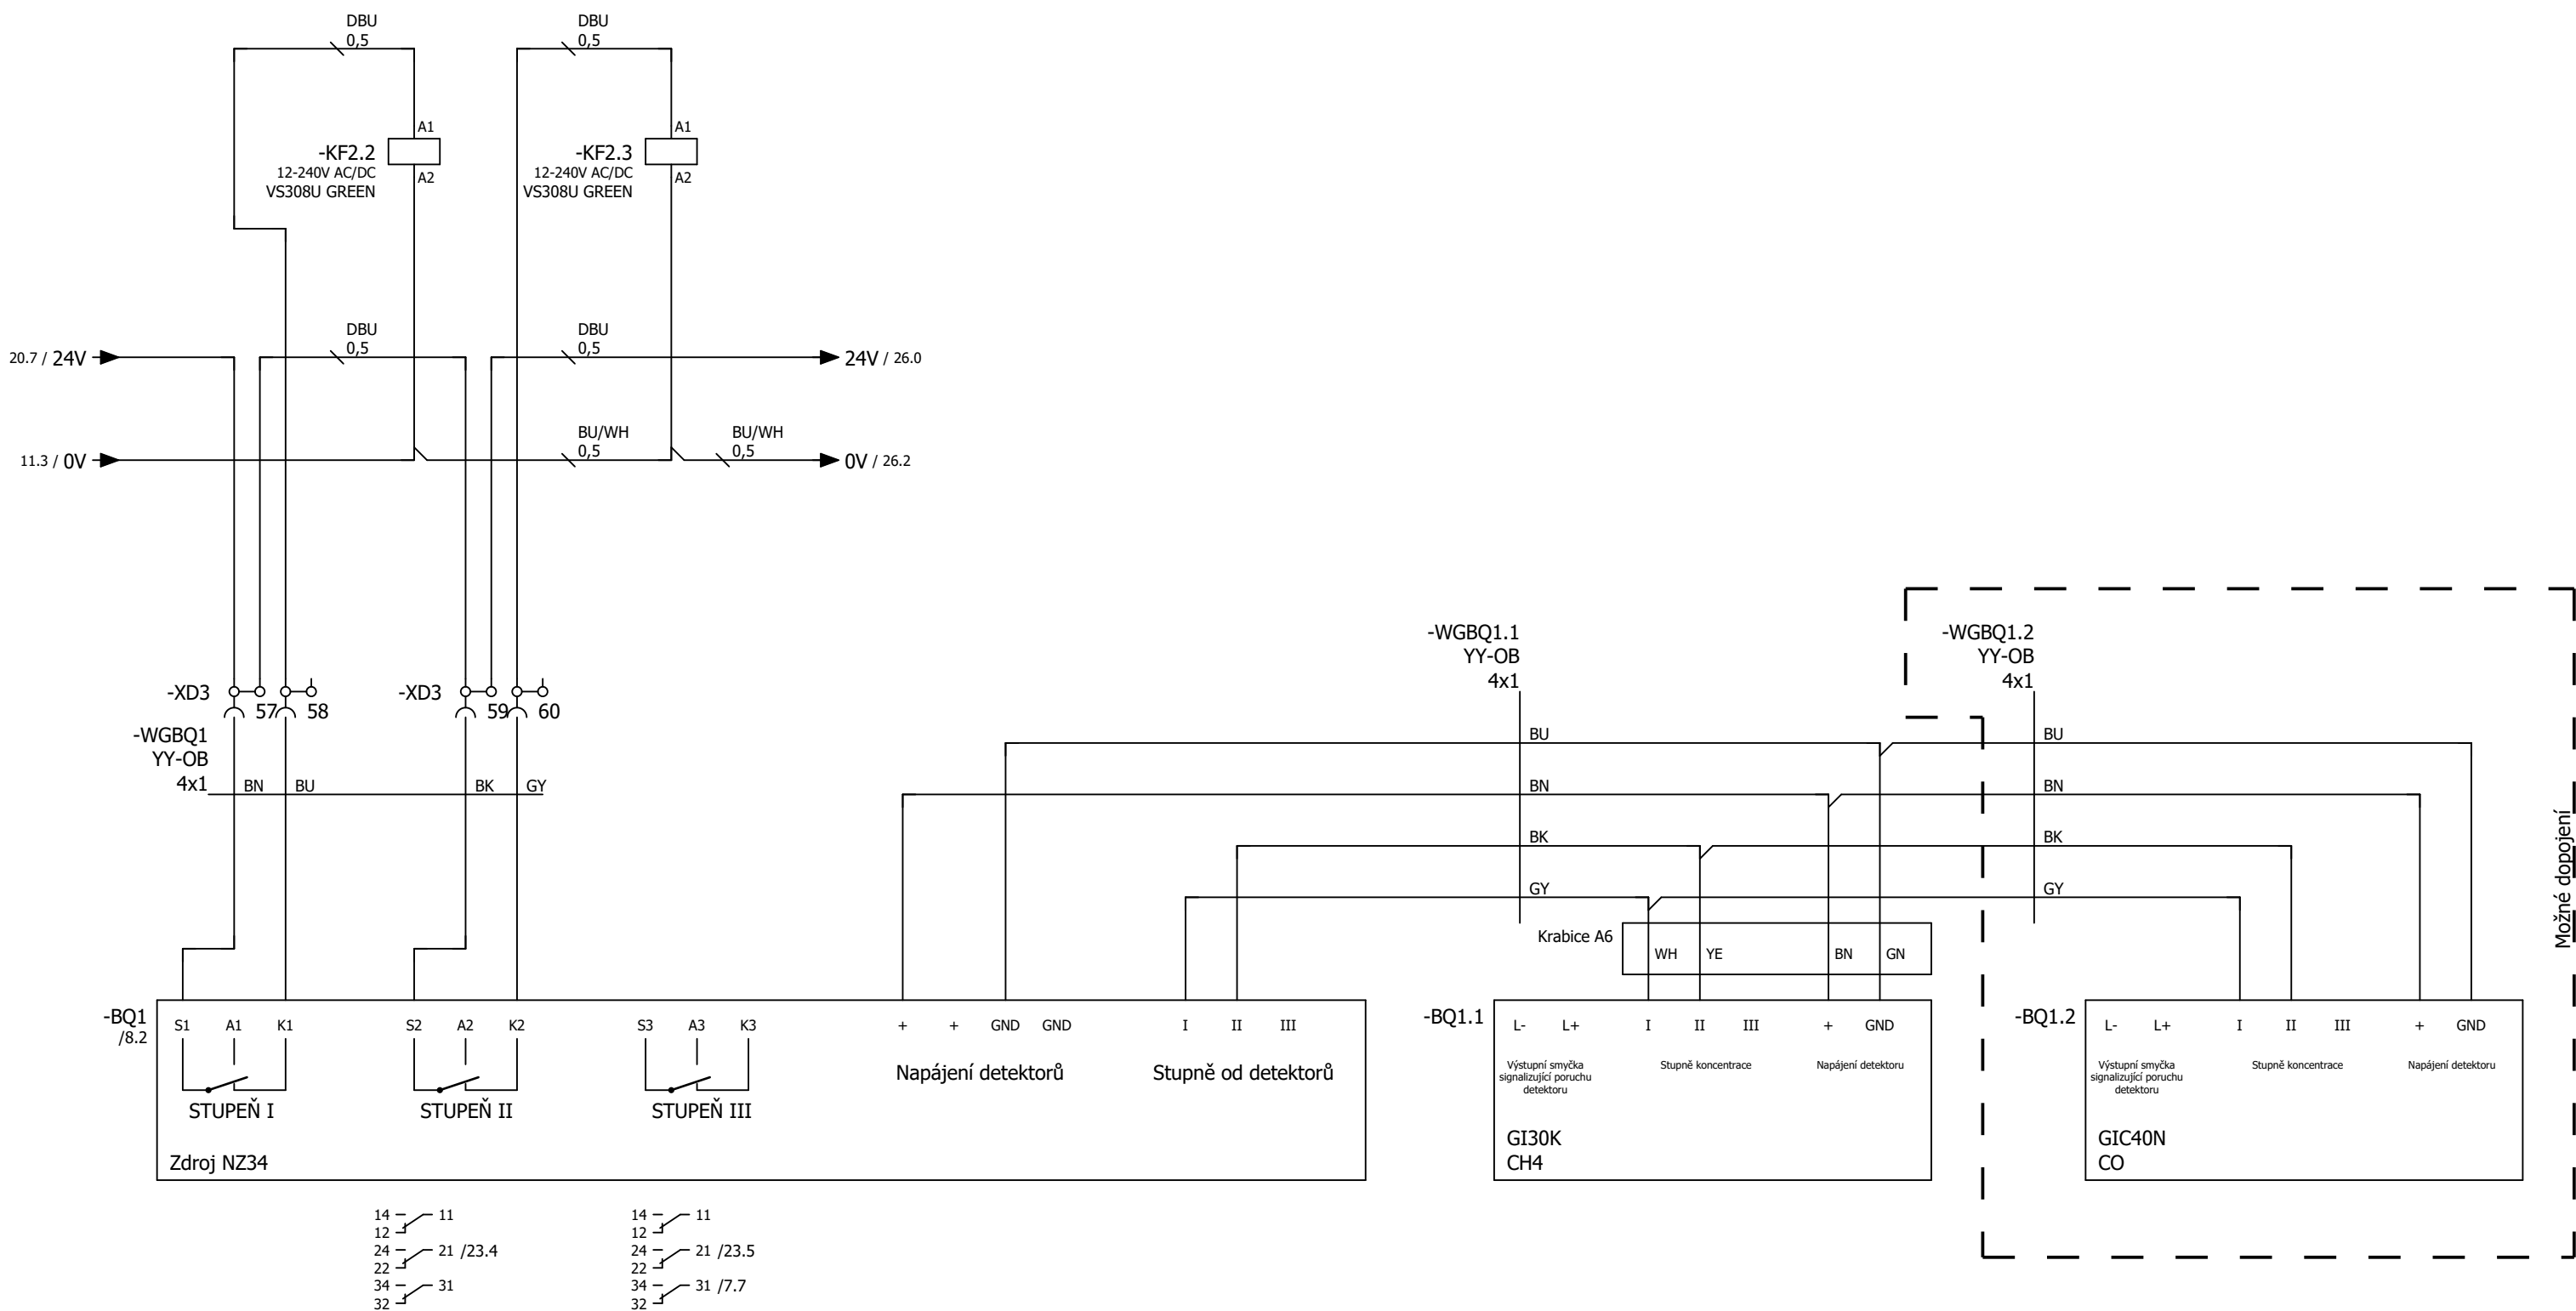 DBU
0,5
DBU
0,5
A1
-KF2.2
12-240V AC/DC
A2
VS308U GREEN
A1
-KF2.3
12-240V AC/DC
A2
VS308U GREEN
DBU
0,5
DBU
0,5
20.7 / 24V
24V / 26.0
BU/WH
0,5
BU/WH
0,5
11.3 / 0V
0V / 26.2
-XD3
57
58
-XD3
59
60
-WGBQ1
YY-OB
4x1
BN
BU
BK
GY
-WGBQ1.1
YY-OB
4x1
-WGBQ1.2
YY-OB
4x1
BU
BU
BN
BN
BK
BK
GY
GY
Možné dopojení
Krabice A6
WH
YE
BN
GN
-BQ1
/8.2
S1 A1 K1
S2 A2 K2
S3 A3 K3
+ + GND GND
I II III
STUPEŇ I
STUPEŇ II
STUPEŇ III
Napájení detektorů
Stupně od detektorů
Zdroj NZ34
-BQ1.1
L- L+ I II III + GND
Výstupní smyčka
signalizující poruchu
detektoru
Stupně koncentrace
Napájení detektoru
GI30K
CH4
-BQ1.2
L- L+ I II III + GND
Výstupní smyčka
signalizující poruchu
detektoru
Stupně koncentrace
Napájení detektoru
GIC40N
CO
14 11
12
24 21 /23.4
22
34 31
32
14 11
12
24 21 /23.5
22
34 31 /7.7
32